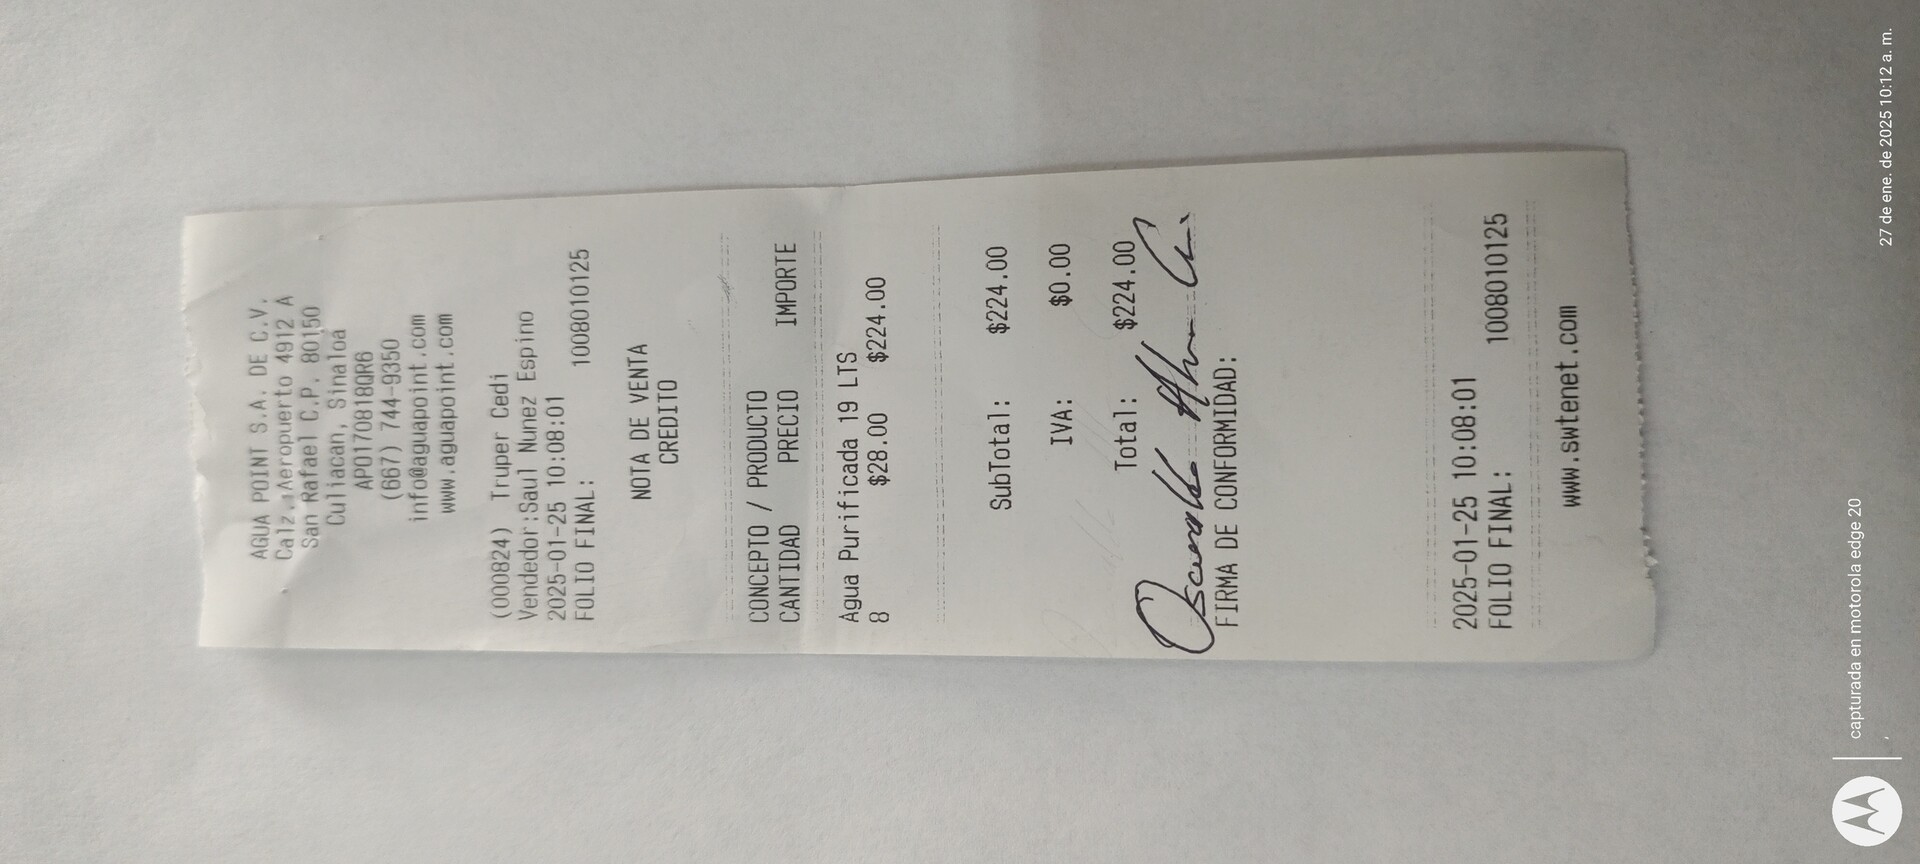 AGUA POINT S.A. DE C.V.
Calz. Aeropuerto 4912 A
San Rafael C.P. 80150
Culiacan, Sinaloa
APO170818QR6
(667) 744-9350
info@aguapoint.com
www.aguapoint.com
(000824) Truper Cedi
Vendedor:Saul Nunez Espino
2025-01-25 10:08:01
FOLIO FINAL: 1008010125
NOTA DE VENTA
CREDITO
CONCEPTO / PRODUCTO
CANTIDAD PRECIO IMPORTE
Agua Purificada 19 LTS
8 $28.00 $224.00
SubTotal: $224.00
IVA: $0.00
Total: $224.00
FIRMA DE CONFORMIDAD:
2025-01-25 10:08:01
FOLIO FINAL: 1008010125
www.swtenet.com
capturada en motorola edge 20
27 de ene. de 2025 10:12 a. m.